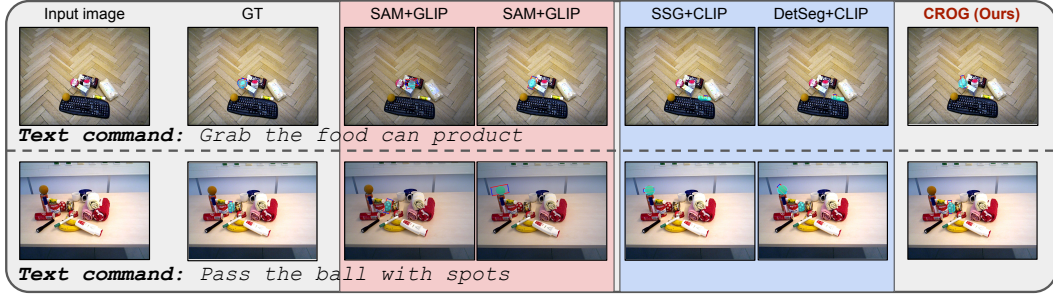 Input image GT SAM+GLIP SAM+GLIP SSG+CLIP DetSeg+CLIP CROG (Ours)
Text command: Grab the food can product
Text command: Pass the ball with spots